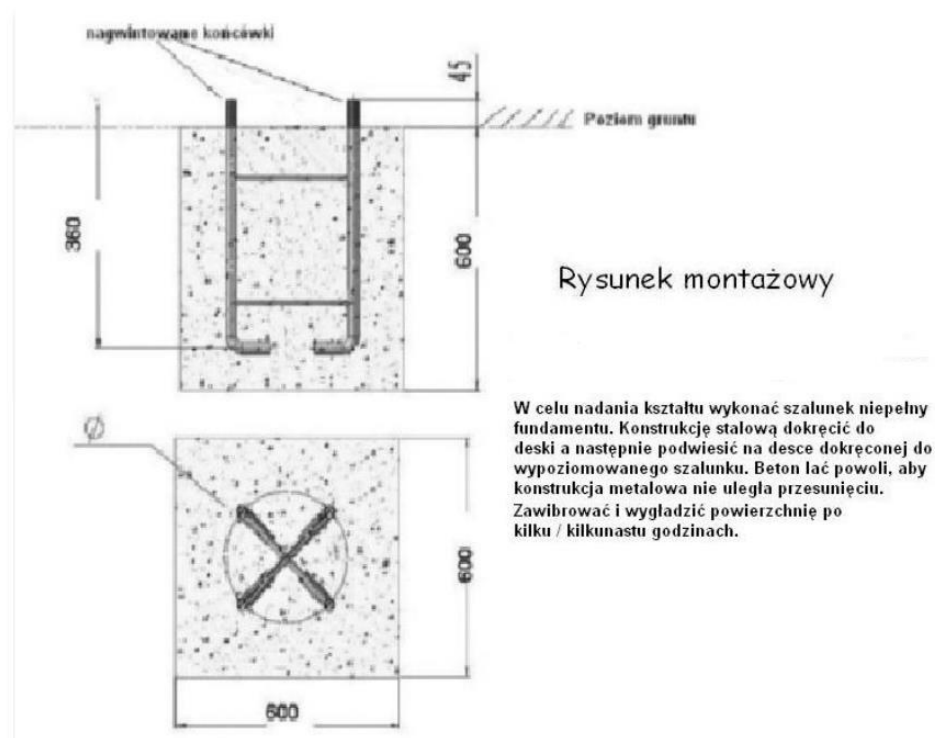 nagwintowane końcówki
45
Poziom gruntu
360
600
Rysunek montażowy
W celu nadania kształtu wykonać szalunek niepełny
fundamentu. Konstrukcję stalową dokręcić do
deski a następnie podwiesić na desce dokręconej do
wypoziomowanego szalunku. Beton lać powoli, aby
konstrukcja metalowa nie uległa przesunięciu.
Zawibrować i wygładzić powierzchnię po
kilku / kilkunastu godzinach.
Ø
600
600